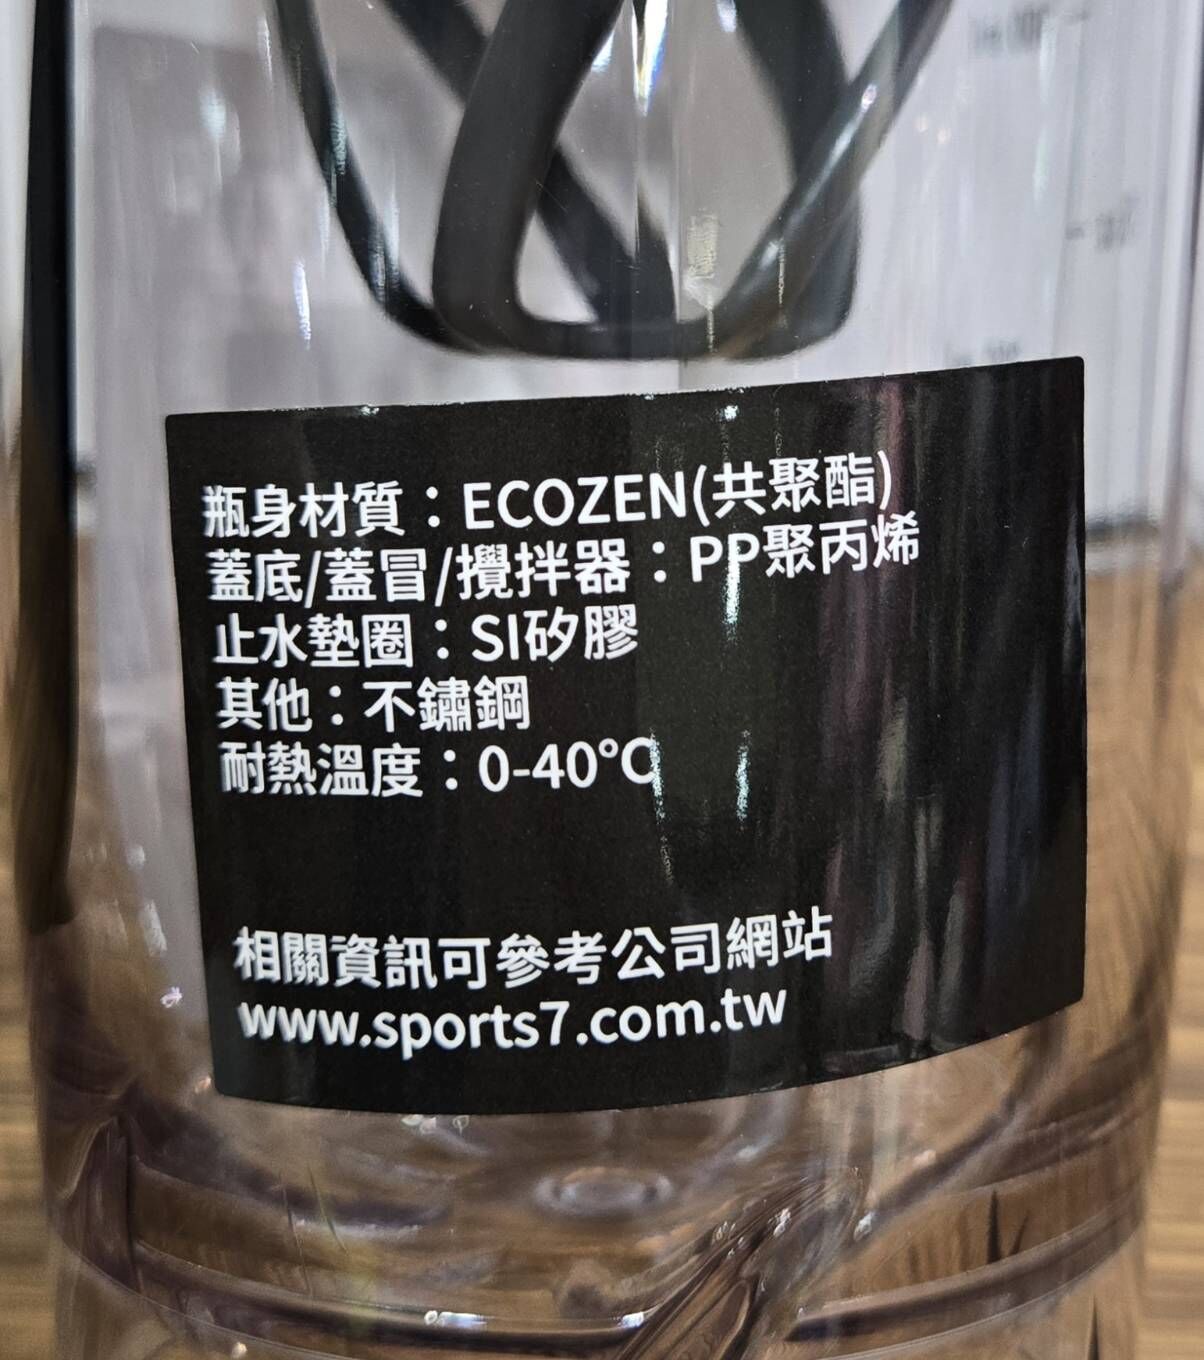 瓶身材質：ECOZEN(共聚酯)
蓋底/蓋冒/攪拌器：PP聚丙烯
止水墊圈：SI矽膠
其他：不鏽鋼
耐熱溫度：0-40°C
相關資訊可參考公司網站
www.sports7.com.tw